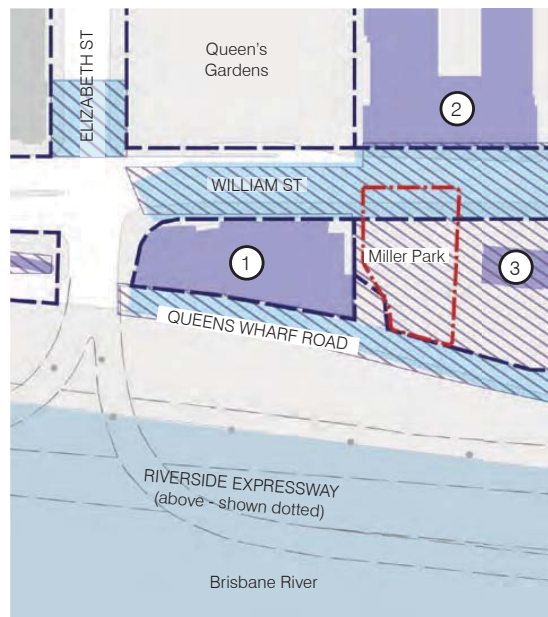 ELIZABETH ST
Queen's
Gardens
2
WILLIAM ST
1
Miller Park
3
QUEENS WHARF ROAD
RIVERSIDE EXPRESSWAY
(above - shown dotted)
Brisbane River